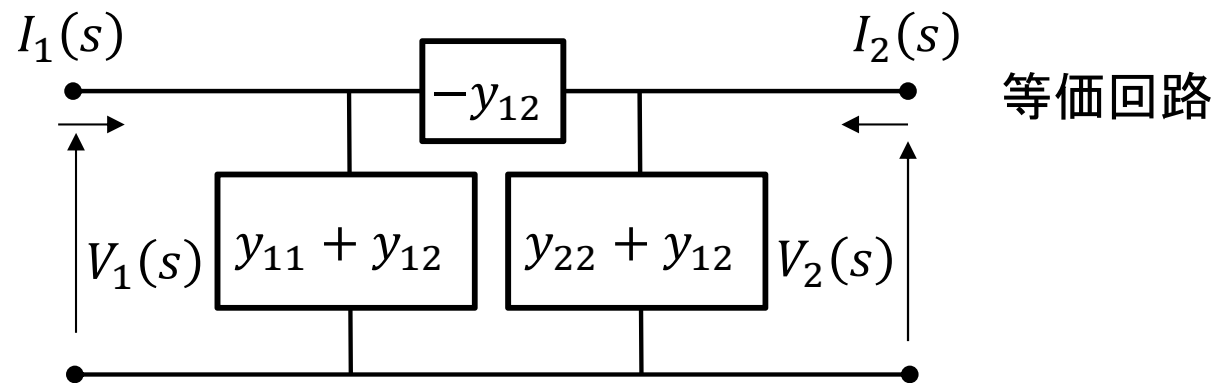 I₁(s)
I₂(s)
−y₁₂
等価回路
V₁(s)
y₁₁ + y₁₂
y₂₂ + y₁₂
V₂(s)